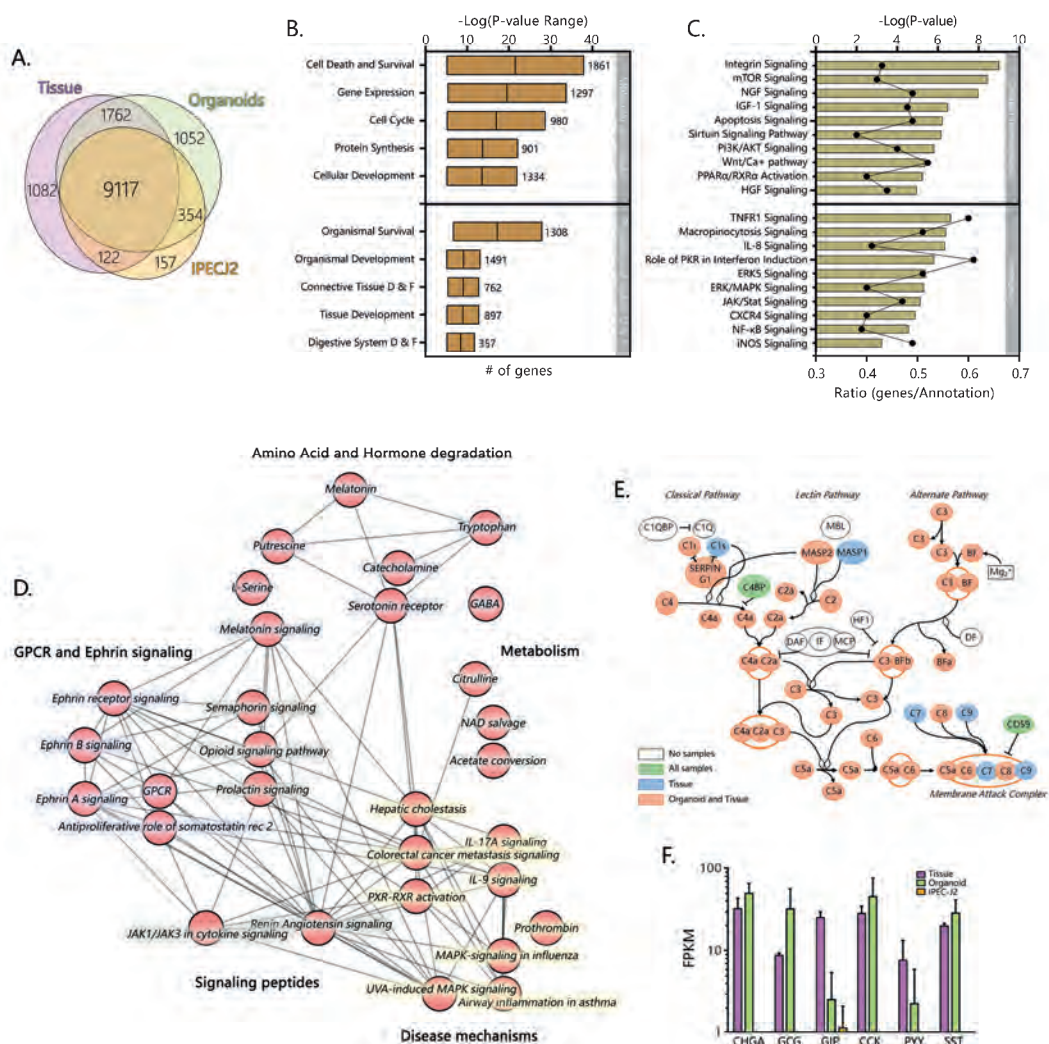 A.
Tissue
Organoids
1762
1052
1082
9117
354
122
157
IPECJ2
B.
-Log(P-value Range)
0 10 20 30 40
Cell Death and Survival 1861
Gene Expression 1297
Cell Cycle 980
Protein Synthesis 901
Cellular Development 1334
Organismal Survival 1308
Organismal Development 1491
Connective Tissue D & F 762
Tissue Development 897
Digestive System D & F 357
# of genes
C.
-Log(P-value)
0 2 4 6 8 10
Integrin Signaling
mTOR Signaling
NGF Signaling
IGF-1 Signaling
Apoptosis Signaling
Sirtuin Signaling Pathway
Pi3K/AKT Signaling
Wnt/Ca+ pathway
PPARα/RXRα Activation
HGF Signaling
TNFR1 Signaling
Macropinocytosis Signaling
IL-8 Signaling
Role of PKR in Interferon Induction
ERK5 Signaling
ERK/MAPK Signaling
JAK/Stat Signaling
CXCR4 Signaling
NF-κB Signaling
iNOS Signaling
0.3 0.4 0.5 0.6 0.7
Ratio (genes/Annotation)
D.
Amino Acid and Hormone degradation
Melatonin
Tryptophan
Putrescine
Catecholamine
L-Serine
Serotonin receptor
GABA
Melatonin signaling
GPCR and Ephrin signaling
Metabolism
Citrulline
Ephrin receptor signaling
Semaphorin signaling
NAD salvage
Ephrin B signaling
Opioid signaling pathway
Acetate conversion
Ephrin A signaling
GPCR
Prolactin signaling
Hepatic cholestasis
Antiproliferative role of somatostatin rec 2
IL-17A signaling
Colorectal cancer metastasis signaling
IL-9 signaling
PXR-RXR activation
Renin Angiotensin signaling
JAK1/JAK3 in cytokine signaling
Prothrombin
MAPK-signaling in influenza
Signaling peptides
UVA-induced MAPK signaling
Airway inflammation in asthma
Disease mechanisms
E.
Classical Pathway Lectin Pathway Alternate Pathway
C1QBP C1Q MBL C3
C1r C1s MASP2 MASP1 C3 C3 BF
SERPIN
G1
C4BP C2a C2 C3 BF
C4 C4a C4a C2a HF1 DF
DAF IF MCP
C4a C2a C3 BFb BFa
C3 C3
C4a C2a C3 C3
C7 C8 C9 CD59
C6
C5a C5a C5a C6 C5a C6 C7 C8 C9
C5a
Membrane Attack Complex
No samples
All samples
Tissue
Organoid and Tissue
F.
FPKM
100
10
1
Tissue
Organoid
IPEC-J2
CHGA GCG GIP CCK PYY SST